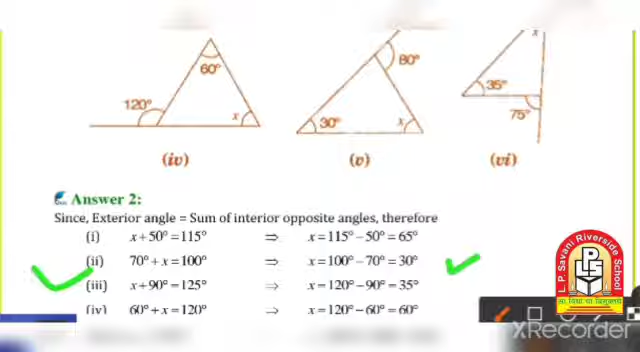 60° 120° x
80° 30° x
x 35° 75°
(iv) (v) (vi)
Answer 2:
Since, Exterior angle = Sum of interior opposite angles, therefore
(i) x+50°=115° ⇒ x=115°−50°=65°
(ii) 70°+x=100° ⇒ x=100°−70°=30°
(iii) x+90°=125° ⇒ x=120°−90°=35°
(iv) 60°+x=120° ⇒ x=120°−60°=60°
L. P. Savani Riverside School
LPS
XRecorder